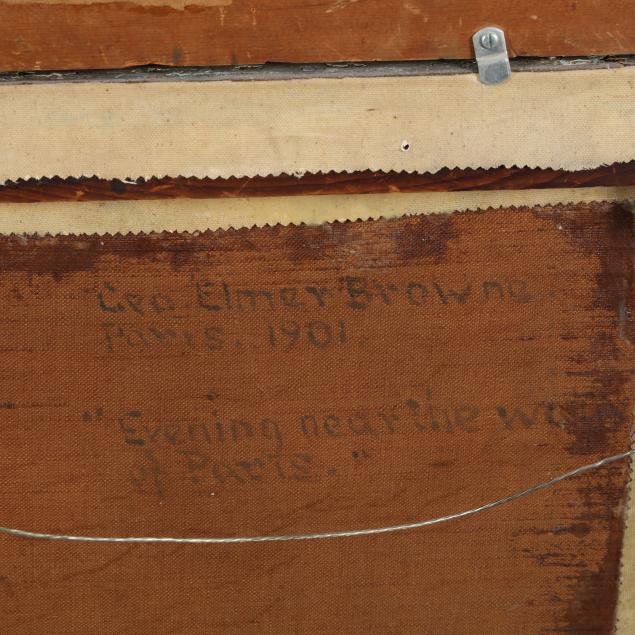 Geo. Elmer Browne.
Paris. 1901.
"Evening near the
of Paris."